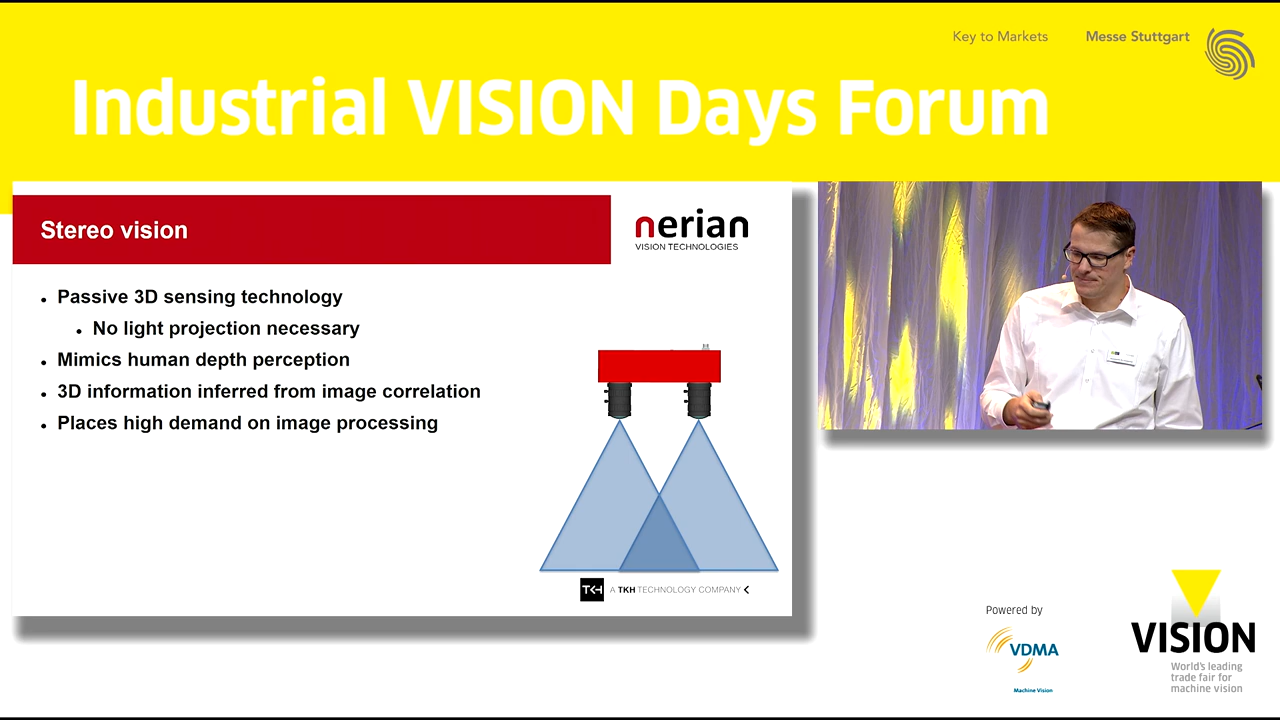 Key to Markets
Messe Stuttgart
Industrial VISION Days Forum
Stereo vision
nerian
VISION TECHNOLOGIES
Passive 3D sensing technology
No light projection necessary
Mimics human depth perception
3D information inferred from image correlation
Places high demand on image processing
TKH A TKH TECHNOLOGY COMPANY
Powered by
VDMA
Machine Vision
VISION
World's leading
trade fair for
machine vision